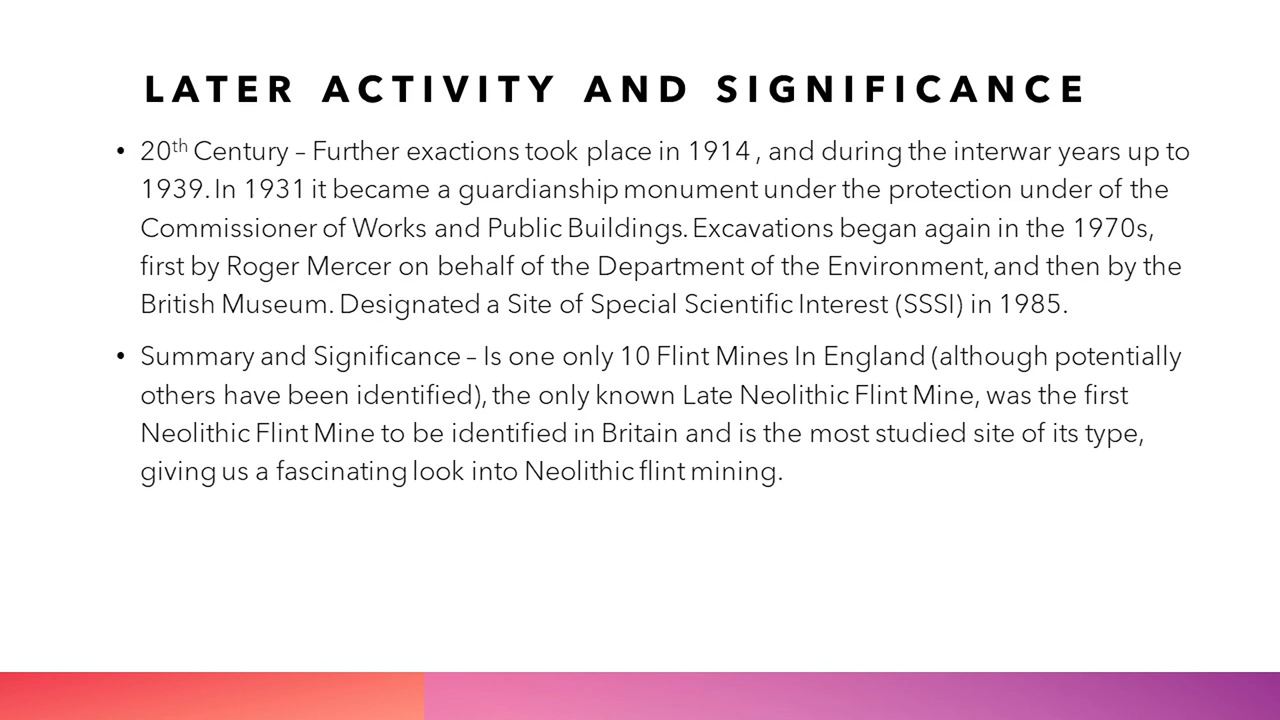 LATER ACTIVITY AND SIGNIFICANCE
• 20th Century – Further exactions took place in 1914 , and during the interwar years up to
1939. In 1931 it became a guardianship monument under the protection under of the
Commissioner of Works and Public Buildings. Excavations began again in the 1970s,
first by Roger Mercer on behalf of the Department of the Environment, and then by the
British Museum. Designated a Site of Special Scientific Interest (SSSI) in 1985.
• Summary and Significance – Is one only 10 Flint Mines In England (although potentially
others have been identified), the only known Late Neolithic Flint Mine, was the first
Neolithic Flint Mine to be identified in Britain and is the most studied site of its type,
giving us a fascinating look into Neolithic flint mining.